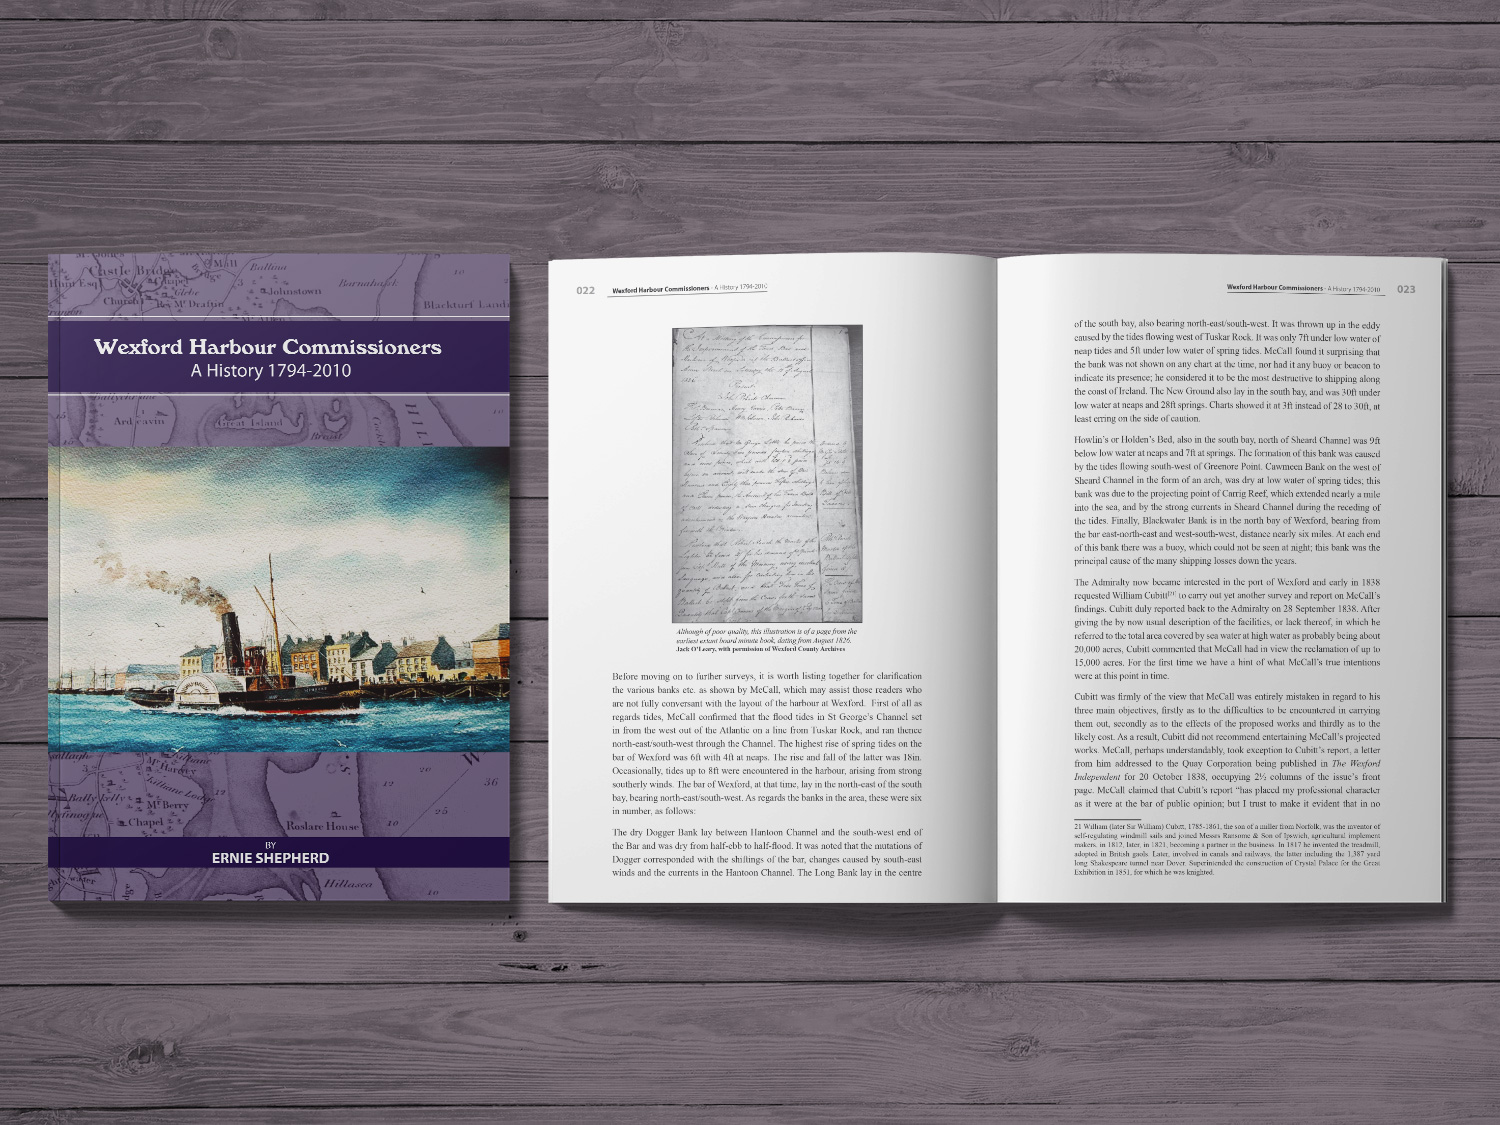 Castle Bridge
Mall
Ballina
Chapel
Glebe
Johnstown
Barnahask
10
Church
Mr. Deafin
Blackturf Land
Wexford Harbour Commissioners
A History 1794-2010
Ardcavin
Great Island
Mr. Harvey
Killiane Lodge
Ballykelly
Mr. Berry
Chapel
Roslare House
36
W
BY
ERNIE SHEPHERD
Hillasea
10
022 Wexford Harbour Commissioners - A History 1794-2010
Although of poor quality, this illustration is of a page from the
earliest extant board minute book, dating from August 1826.
Jack O'Leary, with permission of Wexford County Archives
Before moving on to further surveys, it is worth listing together for clarification
the various banks etc. as shown by McCall, which may assist those readers who
are not fully conversant with the layout of the harbour at Wexford. First of all as
regards tides, McCall confirmed that the flood tides in St George's Channel set
in from the west out of the Atlantic on a line from Tuskar Rock, and ran thence
north-east/south-west through the Channel. The highest rise of spring tides on the
bar of Wexford was 6ft with 4ft at neaps. The rise and fall of the latter was 18in.
Occasionally, tides up to 8ft were encountered in the harbour, arising from strong
southerly winds. The bar of Wexford, at that time, lay in the north-east of the south
bay, bearing north-east/south-west. As regards the banks in the area, these were six
in number, as follows:
The dry Dogger Bank lay between Hantoon Channel and the south-west end of
the Bar and was dry from half-ebb to half-flood. It was noted that the mutations of
Dogger corresponded with the shiftings of the bar, changes caused by south-east
winds and the currents in the Hantoon Channel. The Long Bank lay in the centre
Wexford Harbour Commissioners - A History 1794-2010 023
of the south bay, also bearing north-east/south-west. It was thrown up in the eddy
caused by the tides flowing west of Tuskar Rock. It was only 7ft under low water of
neap tides and 5ft under low water of spring tides. McCall found it surprising that
the bank was not shown on any chart at the time, nor had it any buoy or beacon to
indicate its presence; he considered it to be the most destructive to shipping along
the coast of Ireland. The New Ground also lay in the south bay, and was 30ft under
low water at neaps and 28ft springs. Charts showed it at 3ft instead of 28 to 30ft, at
least erring on the side of caution.
Howlin's or Holden's Bed, also in the south bay, north of Sheard Channel was 9ft
below low water at neaps and 7ft at springs. The formation of this bank was caused
by the tides flowing south-west of Greenore Point. Cawmeen Bank on the west of
Sheard Channel in the form of an arch, was dry at low water of spring tides; this
bank was due to the projecting point of Carrig Reef, which extended nearly a mile
into the sea, and by the strong currents in Sheard Channel during the receding of
the tides. Finally, Blackwater Bank is in the north bay of Wexford, bearing from
the bar east-north-east and west-south-west, distance nearly six miles. At each end
of this bank there was a buoy, which could not be seen at night; this bank was the
principal cause of the many shipping losses down the years.
The Admiralty now became interested in the port of Wexford and early in 1838
requested William Cubitt[21] to carry out yet another survey and report on McCall's
findings. Cubitt duly reported back to the Admiralty on 28 September 1838. After
giving the by now usual description of the facilities, or lack thereof, in which he
referred to the total area covered by sea water at high water as probably being about
20,000 acres, Cubitt commented that McCall had in view the reclamation of up to
15,000 acres. For the first time we have a hint of what McCall's true intentions
were at this point in time.
Cubitt was firmly of the view that McCall was entirely mistaken in regard to his
three main objectives, firstly as to the difficulties to be encountered in carrying
them out, secondly as to the effects of the proposed works and thirdly as to the
likely cost. As a result, Cubitt did not recommend entertaining McCall's projected
works. McCall, perhaps understandably, took exception to Cubitt's report, a letter
from him addressed to the Quay Corporation being published in The Wexford
Independent for 20 October 1838, occupying 2½ columns of the issue's front
page. McCall claimed that Cubitt's report "has placed my professional character
as it were at the bar of public opinion; but I trust to make it evident that in no
21 William (later Sir William) Cubitt, 1785-1861, the son of a miller from Norfolk, was the inventor of
self-regulating windmill sails and joined Messrs Ransome & Son of Ipswich, agricultural implement
makers, in 1812, later, in 1821, becoming a partner in the business. In 1817 he invented the treadmill,
adopted in British gaols. Later, involved in canals and railways, the latter including the 1,387 yard
long Shakespeare tunnel near Dover. Superintended the construction of Crystal Palace for the Great
Exhibition in 1851, for which he was knighted.